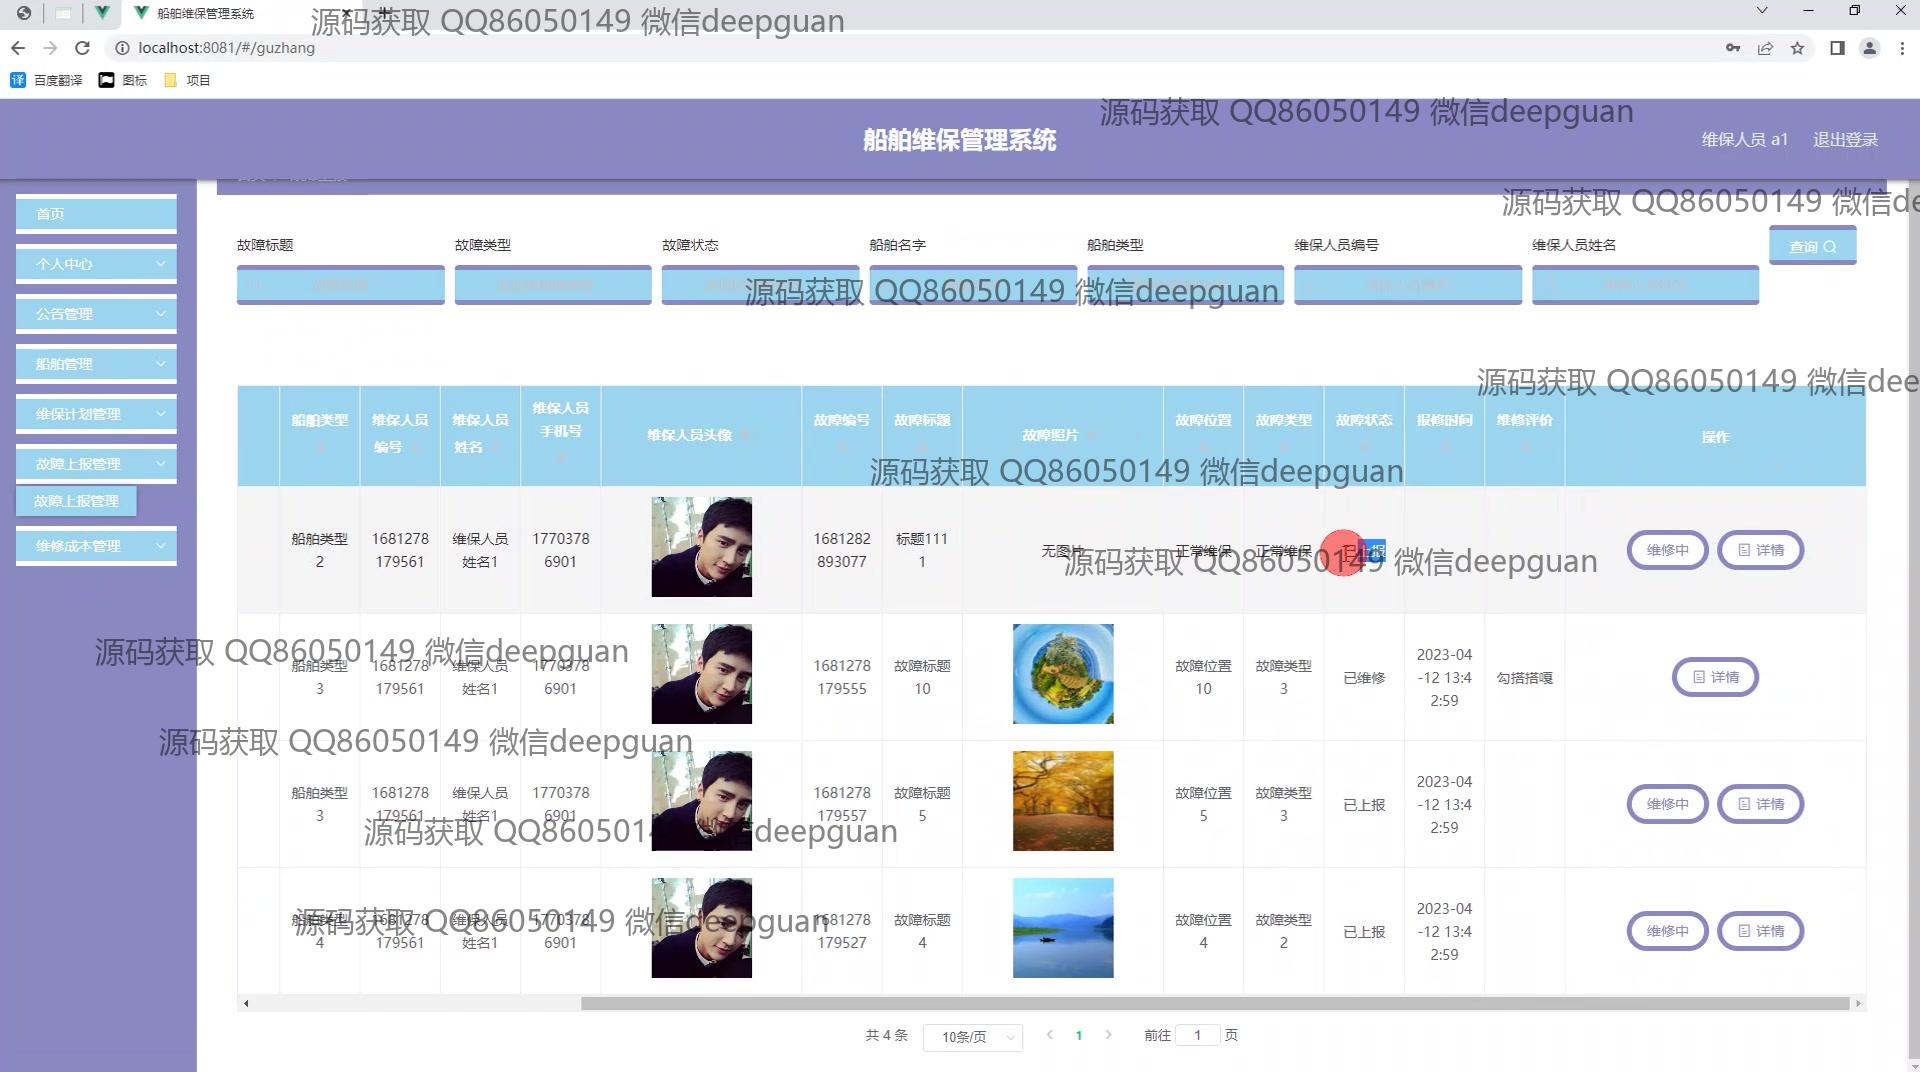 船舶维保管理系统
源码获取 QQ86050149 微信deepguan
localhost:8081/#/guzhang
百度翻译 图标 项目
源码获取 QQ86050149 微信deepguan
船舶维保管理系统
维保人员 a1 退出登录
源码获取 QQ86050149 微信de
首页
个人中心
公告管理
船舶管理
维保计划管理
故障上报管理
故障上报管理
维修成本管理
故障标题 故障类型 故障状态 船舶名字 船舶类型 维保人员编号 维保人员姓名 查询
源码获取 QQ86050149 微信deepguan
源码获取 QQ86050149 微信dee
船舶类型 维保人员编号 维保人员姓名 维保人员手机号 维保人员头像 故障编号 故障标题 故障照片 故障位置 故障类型 故障状态 报修时间 维修评价 操作
源码获取 QQ86050149 微信deepguan
船舶类型2 1681278179561 维保人员姓名1 17703786901 1681282893077 标题1111 无图片 正常维保 正常维保 已上报 维修中 详情
源码获取 QQ86050149 微信deepguan
源码获取 QQ86050149 微信deepguan
船舶类型3 1681278179561 维保人员姓名1 17703786901 1681278179555 故障标题10 故障位置10 故障类型3 已维修 2023-04-12 13:42:59 勾搭搭嘎 详情
源码获取 QQ86050149 微信deepguan
船舶类型3 1681278179561 维保人员姓名1 17703786901 1681278179557 故障标题5 故障位置5 故障类型3 已上报 2023-04-12 13:42:59 维修中 详情
源码获取 QQ8605014 deepguan
船舶类型4 1681278179561 维保人员姓名1 17703786901 1681278179527 故障标题4 故障位置4 故障类型2 已上报 2023-04-12 13:42:59 维修中 详情
源码获取 QQ86050149 微信deepguan
共 4 条 10条/页 1 前往 1 页